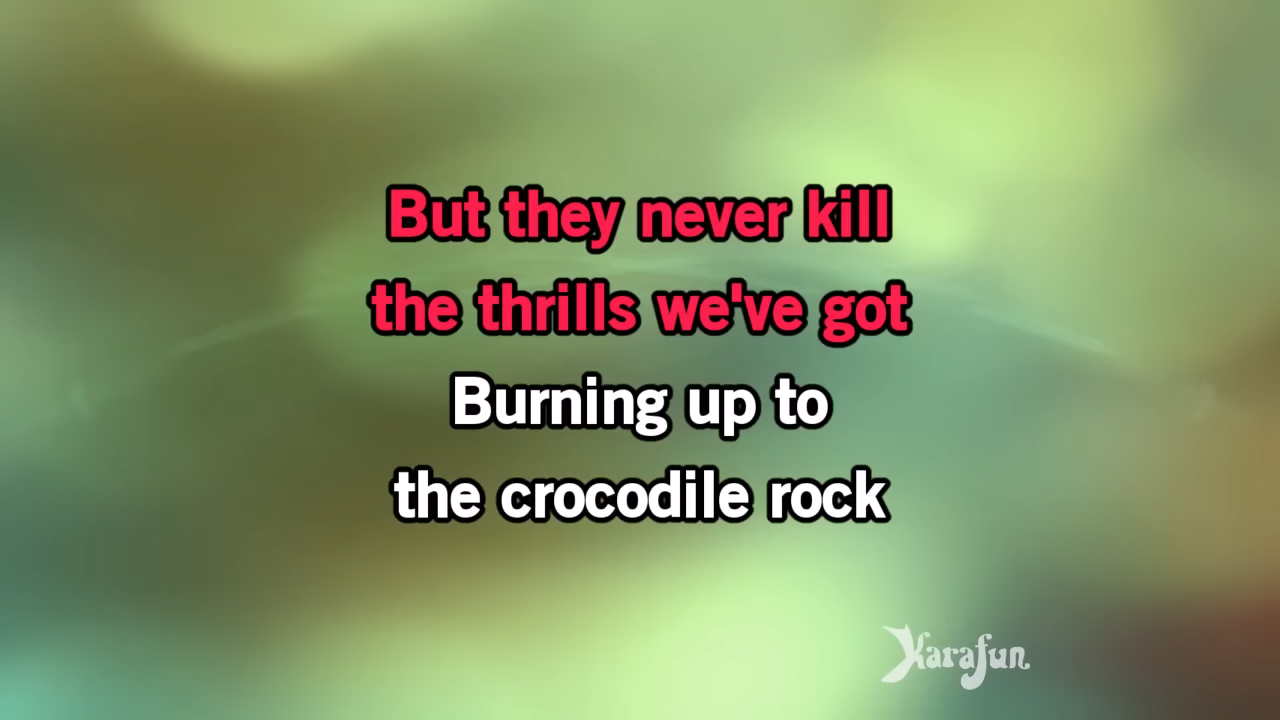 But they never kill
the thrills we've got
Burning up to
the crocodile rock
Karafun